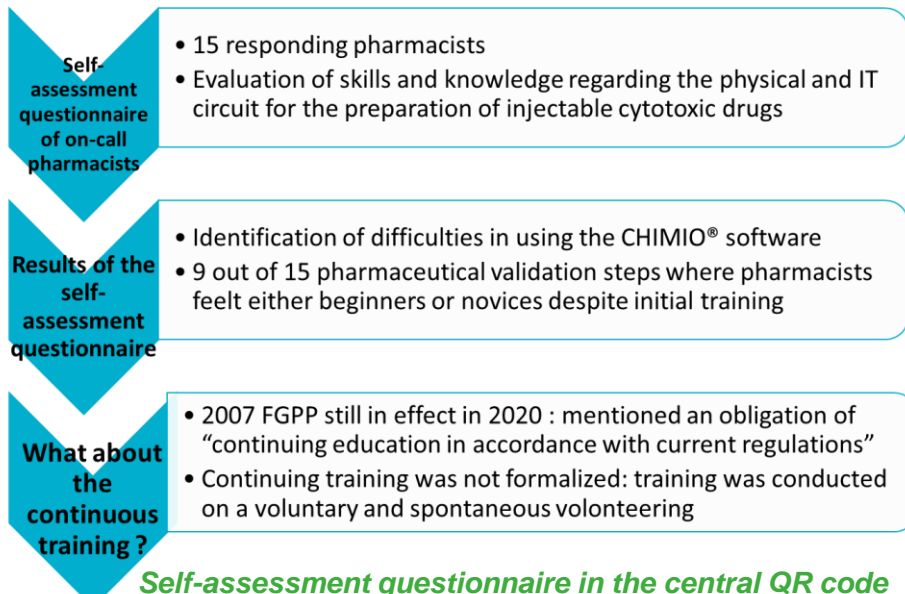 Self-
assessment
questionnaire
of on-call
pharmacists
• 15 responding pharmacists
• Evaluation of skills and knowledge regarding the physical and IT
circuit for the preparation of injectable cytotoxic drugs
Results of the
self-
assessment
questionnaire
• Identification of difficulties in using the CHIMIO® software
• 9 out of 15 pharmaceutical validation steps where pharmacists
feelt either beginners or novices despite initial training
What about
the
continuous
training ?
• 2007 FGPP still in effect in 2020 : mentioned an obligation of
“continuing education in accordance with current regulations”
• Continuing training was not formalized: training was conducted
on a voluntary and spontaneous volonteering
Self-assessment questionnaire in the central QR code